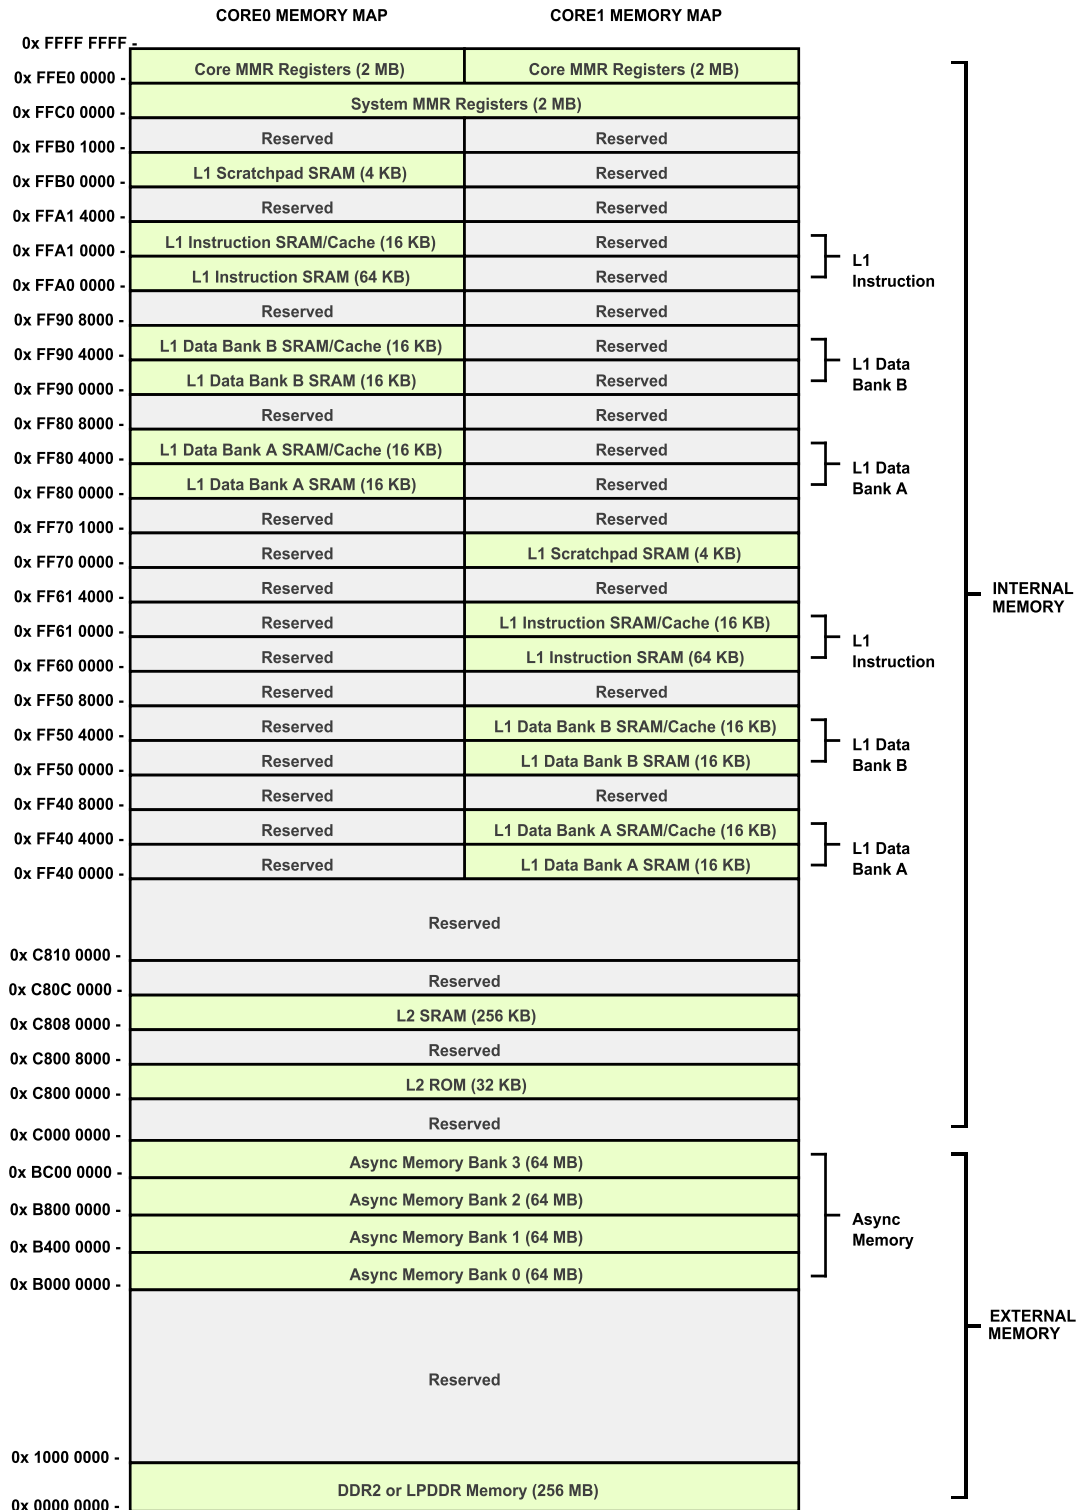 CORE0 MEMORY MAP CORE1 MEMORY MAP
0x FFFF FFFF -
Core MMR Registers (2 MB) Core MMR Registers (2 MB)
0x FFE0 0000 -
System MMR Registers (2 MB)
0x FFC0 0000 -
Reserved Reserved
0x FFB0 1000 -
L1 Scratchpad SRAM (4 KB) Reserved
0x FFB0 0000 -
Reserved Reserved
0x FFA1 4000 -
L1 Instruction SRAM/Cache (16 KB) Reserved
0x FFA1 0000 -
L1 Instruction SRAM (64 KB) Reserved
0x FFA0 0000 -
L1
Instruction
Reserved Reserved
0x FF90 8000 -
L1 Data Bank B SRAM/Cache (16 KB) Reserved
0x FF90 4000 -
L1 Data Bank B SRAM (16 KB) Reserved
0x FF90 0000 -
L1 Data
Bank B
Reserved Reserved
0x FF80 8000 -
L1 Data Bank A SRAM/Cache (16 KB) Reserved
0x FF80 4000 -
L1 Data Bank A SRAM (16 KB) Reserved
0x FF80 0000 -
L1 Data
Bank A
Reserved Reserved
0x FF70 1000 -
Reserved L1 Scratchpad SRAM (4 KB)
0x FF70 0000 -
Reserved Reserved
0x FF61 4000 -
Reserved L1 Instruction SRAM/Cache (16 KB)
0x FF61 0000 -
Reserved L1 Instruction SRAM (64 KB)
0x FF60 0000 -
L1
Instruction
Reserved Reserved
0x FF50 8000 -
Reserved L1 Data Bank B SRAM/Cache (16 KB)
0x FF50 4000 -
Reserved L1 Data Bank B SRAM (16 KB)
0x FF50 0000 -
L1 Data
Bank B
Reserved Reserved
0x FF40 8000 -
Reserved L1 Data Bank A SRAM/Cache (16 KB)
0x FF40 4000 -
Reserved L1 Data Bank A SRAM (16 KB)
0x FF40 0000 -
L1 Data
Bank A
Reserved
0x C810 0000 -
Reserved
0x C80C 0000 -
L2 SRAM (256 KB)
0x C808 0000 -
Reserved
0x C800 8000 -
L2 ROM (32 KB)
0x C800 0000 -
Reserved
0x C000 0000 -
INTERNAL
MEMORY
Async Memory Bank 3 (64 MB)
0x BC00 0000 -
Async Memory Bank 2 (64 MB)
0x B800 0000 -
Async Memory Bank 1 (64 MB)
0x B400 0000 -
Async Memory Bank 0 (64 MB)
0x B000 0000 -
Async
Memory
Reserved
0x 1000 0000 -
DDR2 or LPDDR Memory (256 MB)
0x 0000 0000 -
EXTERNAL
MEMORY